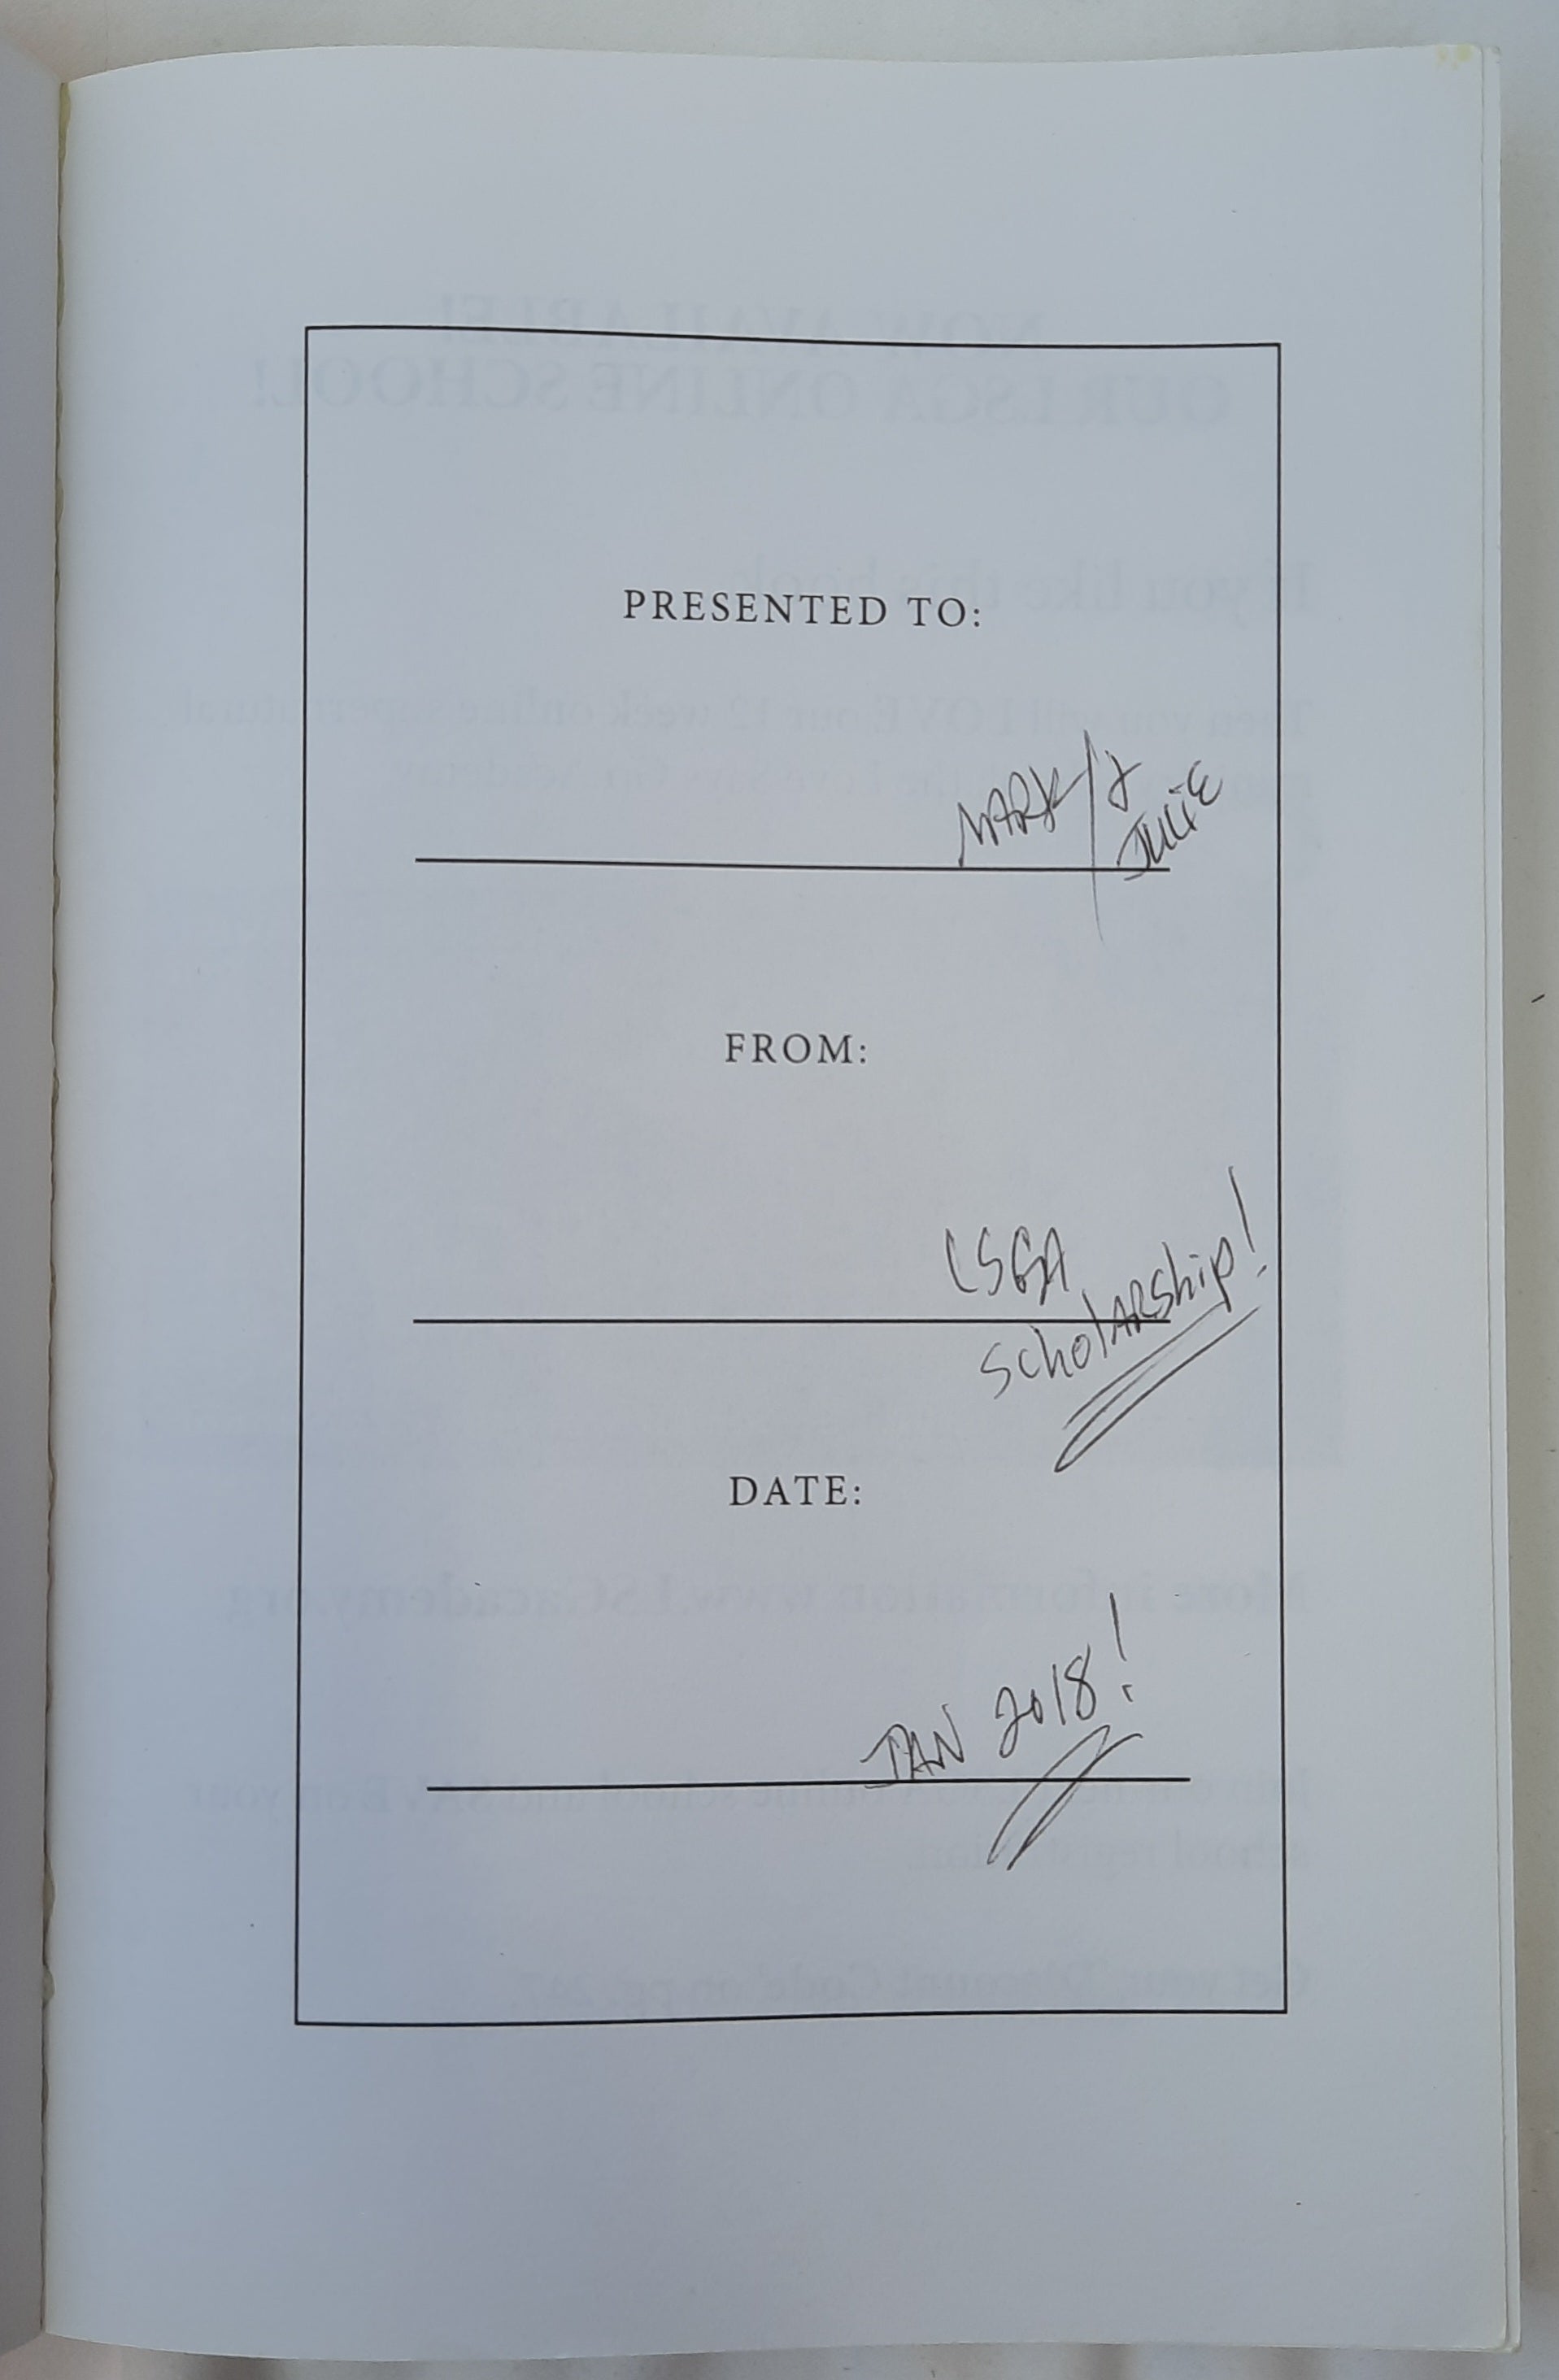 PRESENTED TO:
MARK / &
JULIE
FROM:
LSGA
ScholARShip!
DATE:
JAN 2018!